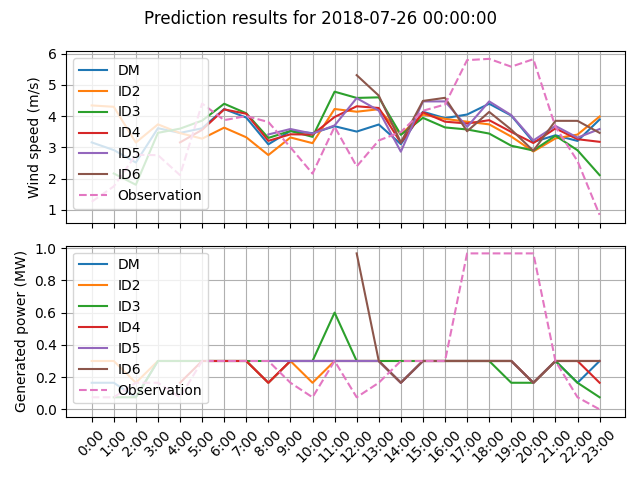 Prediction results for 2018-07-26 00:00:00
Wind speed (m/s)
6
5
4
3
2
1
DM
ID2
ID3
ID4
ID5
ID6
Observation
Generated power (MW)
1.0
0.8
0.6
0.4
0.2
0.0
DM
ID2
ID3
ID4
ID5
ID6
Observation
0:00
1:00
2:00
3:00
4:00
5:00
6:00
7:00
8:00
9:00
10:00
11:00
12:00
13:00
14:00
15:00
16:00
17:00
18:00
19:00
20:00
21:00
22:00
23:00